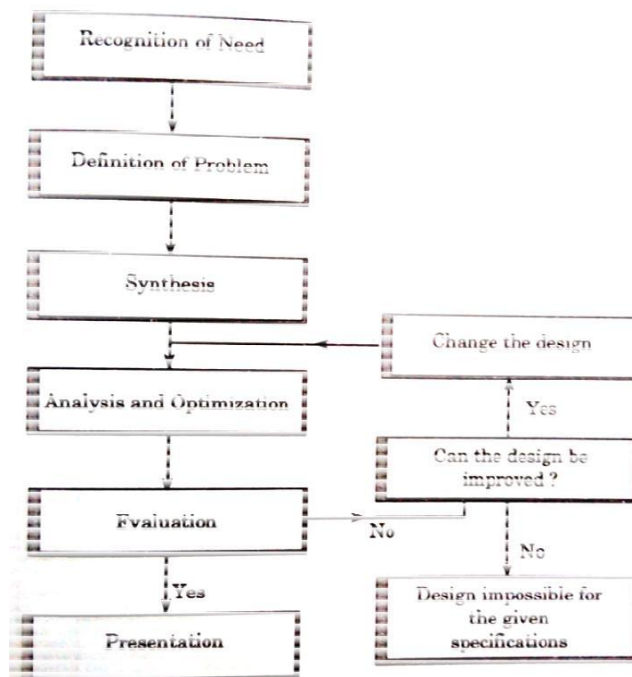 Recognition of Need
Definition of Problem
Synthesis
Change the design
Analysis and Optimization
Yes
Can the design be
improved ?
Evaluation
No
No
Yes
Design impossible for
the given
specifications
Presentation